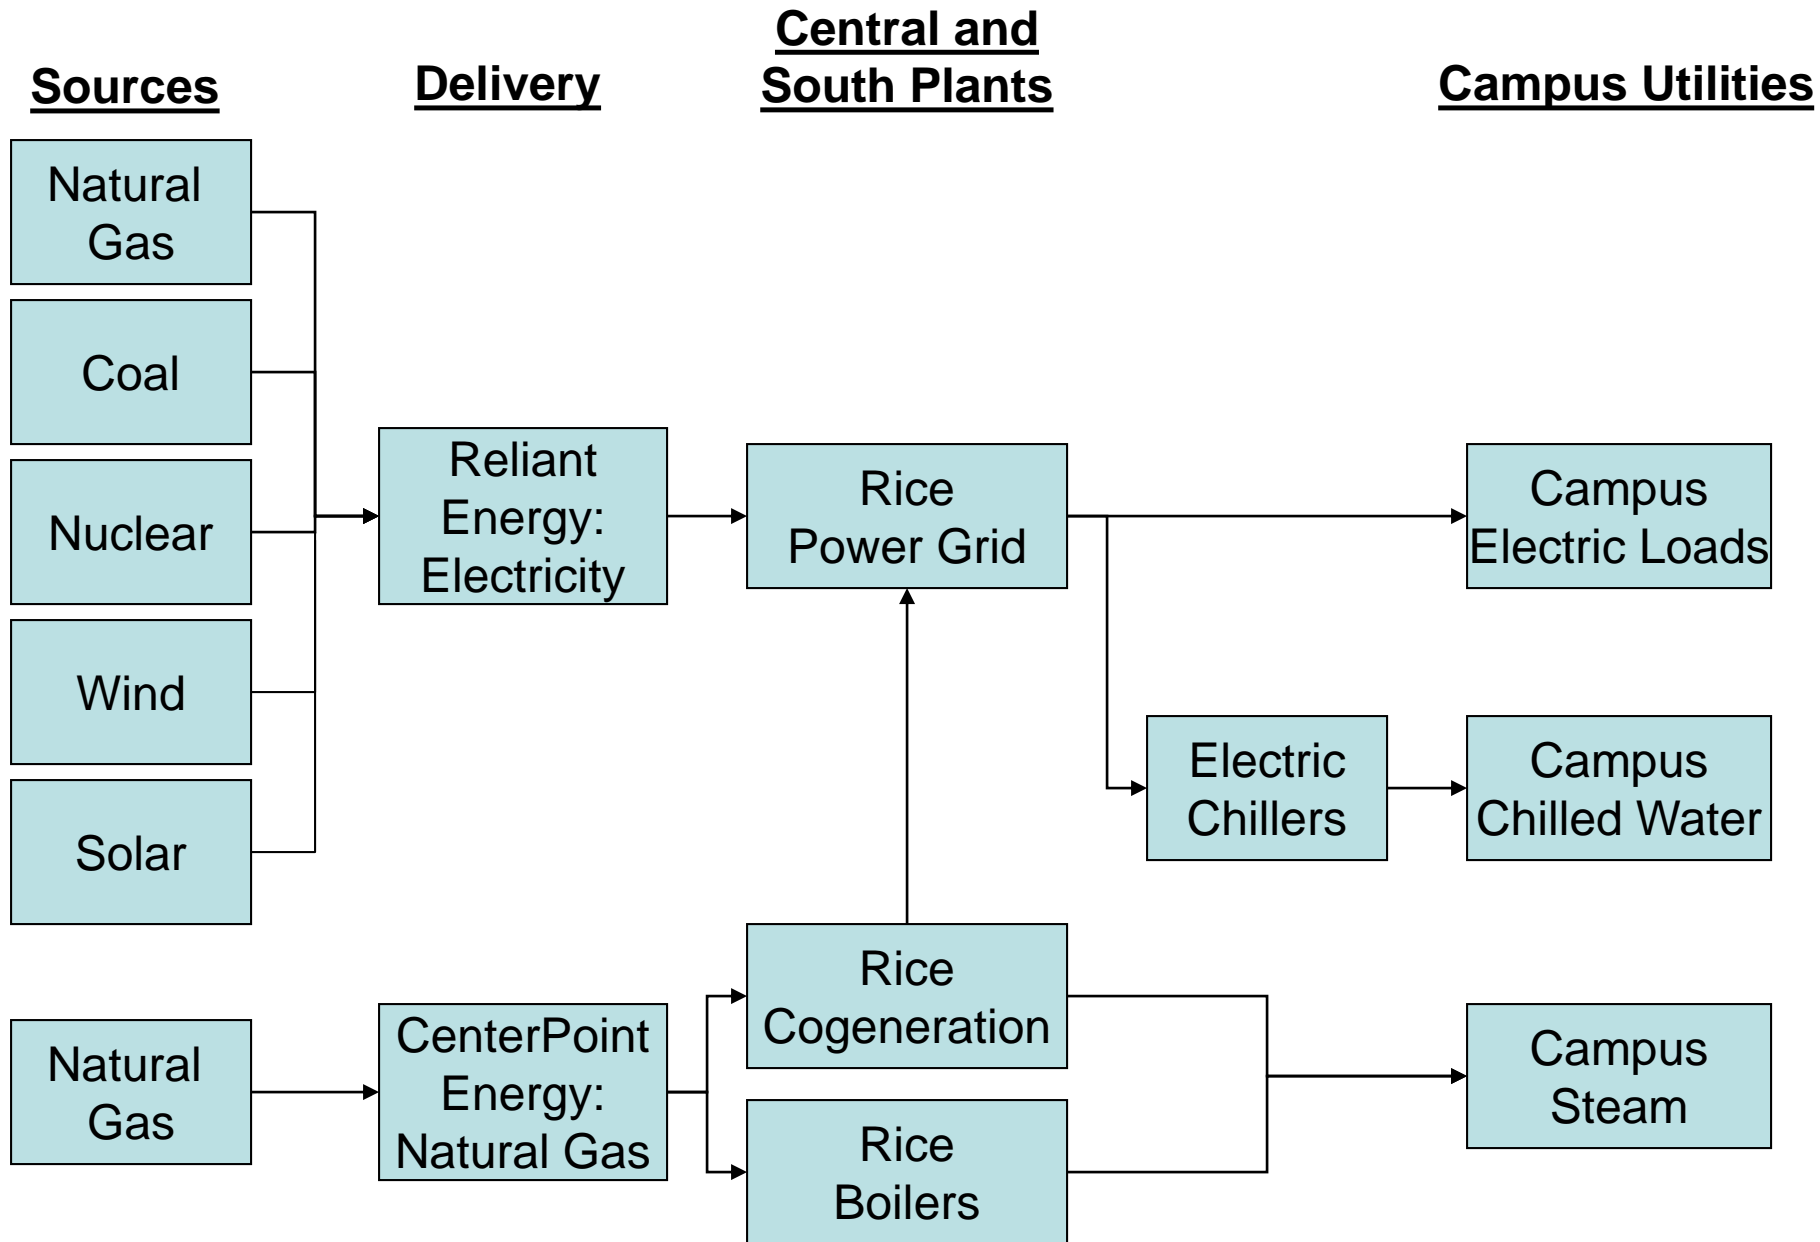 Sources
Delivery
Central and
South Plants
Campus Utilities
Natural
Gas
Coal
Nuclear
Wind
Solar
Natural
Gas
Reliant
Energy:
Electricity
CenterPoint
Energy:
Natural Gas
Rice
Power Grid
Rice
Cogeneration
Rice
Boilers
Electric
Chillers
Campus
Electric Loads
Campus
Chilled Water
Campus
Steam